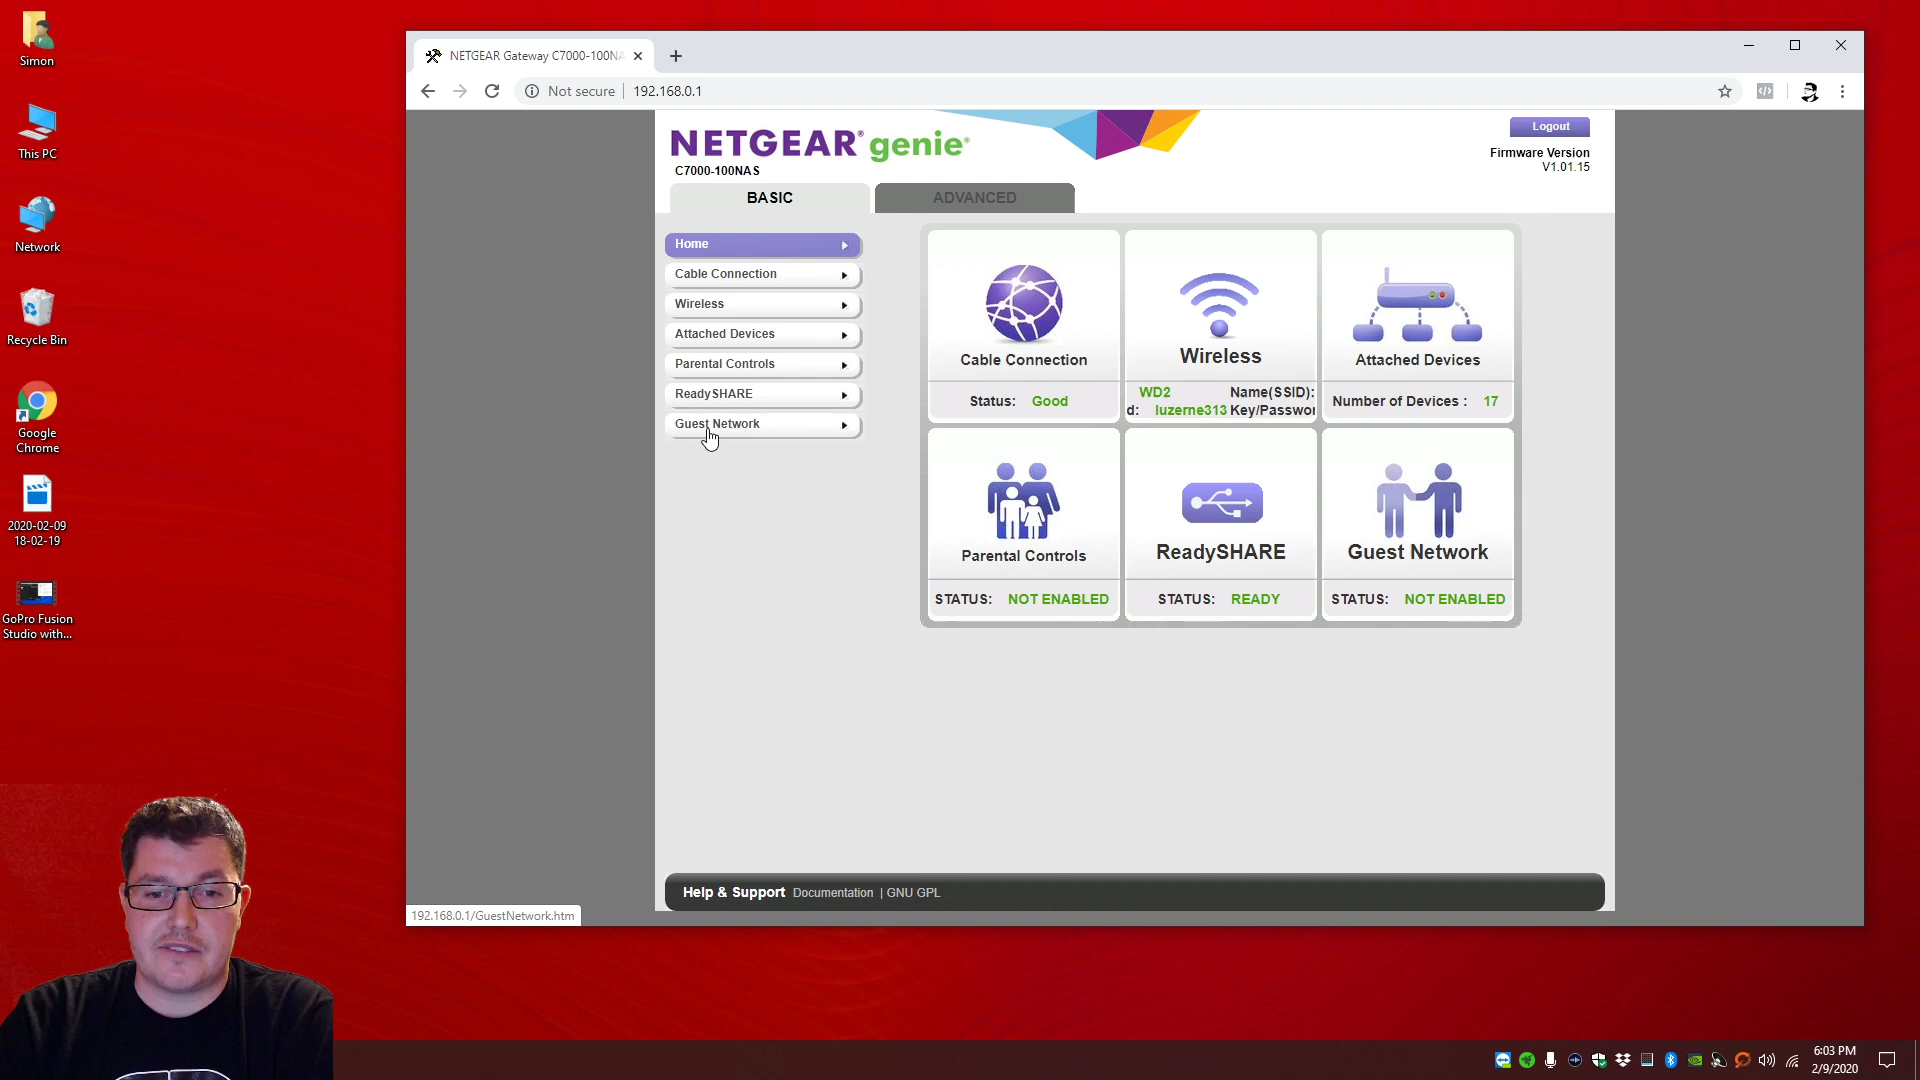 Simon
This PC
Network
Recycle Bin
Google
Chrome
2020-02-09
18-02-19
GoPro Fusion
Studio with...
NETGEAR Gateway C7000-100NA
Not secure
192.168.0.1
NETGEAR® genie®
C7000-100NAS
Logout
Firmware Version
V1.01.15
BASIC
ADVANCED
Home
Cable Connection
Wireless
Attached Devices
Parental Controls
ReadySHARE
Guest Network
Cable Connection
Status: Good
Wireless
WD2 Name(SSID):
d: luzerne313 Key/Passwor
Attached Devices
Number of Devices : 17
Parental Controls
STATUS: NOT ENABLED
ReadySHARE
STATUS: READY
Guest Network
STATUS: NOT ENABLED
Help & Support Documentation | GNU GPL
192.168.0.1/GuestNetwork.htm
6:03 PM
2/9/2020